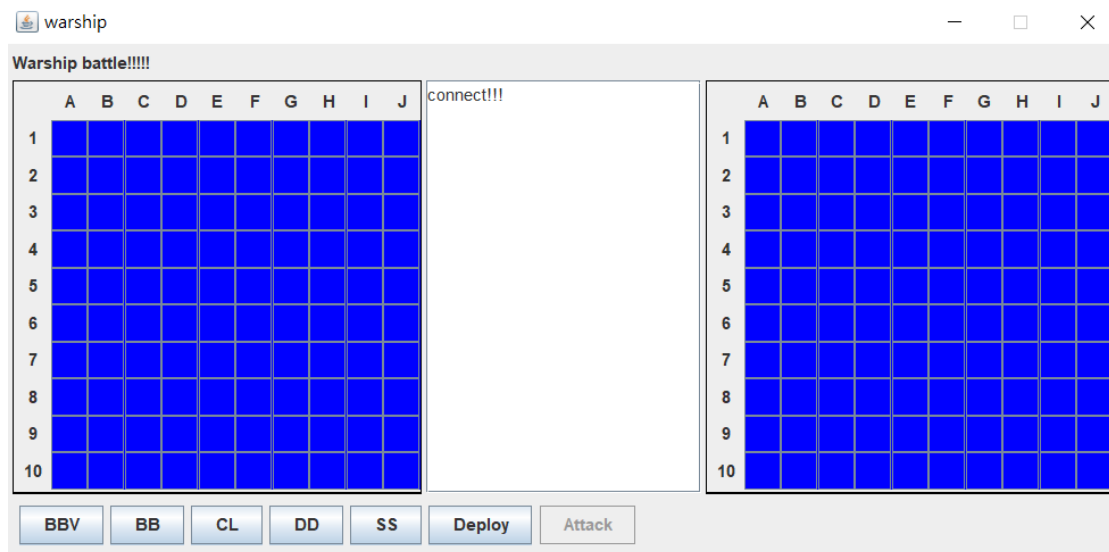 warship
Warship battle!!!!!
A B C D E F G H I J
connect!!!
A B C D E F G H I J
1 1
2 2
3 3
4 4
5 5
6 6
7 7
8 8
9 9
10 10
BBV BB CL DD SS Deploy Attack